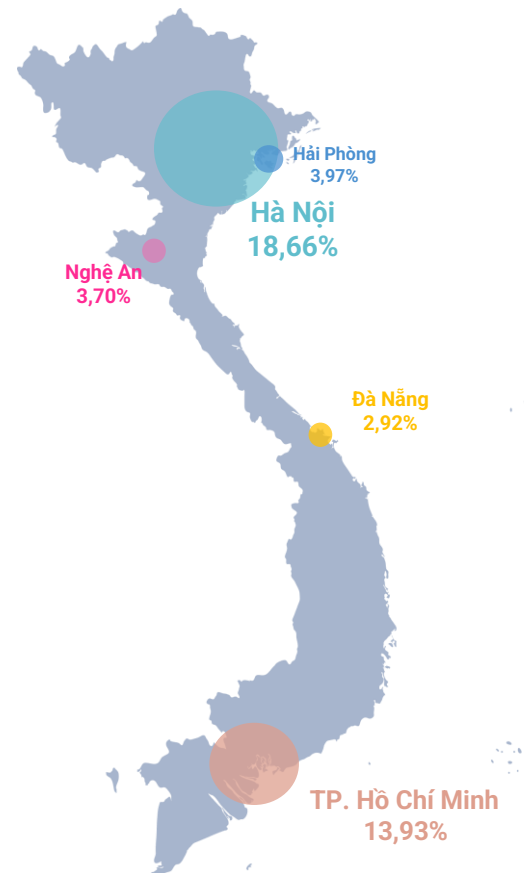 Hải Phòng
3,97%
Hà Nội
18,66%
Nghệ An
3,70%
Đà Nẵng
2,92%
TP. Hồ Chí Minh
13,93%